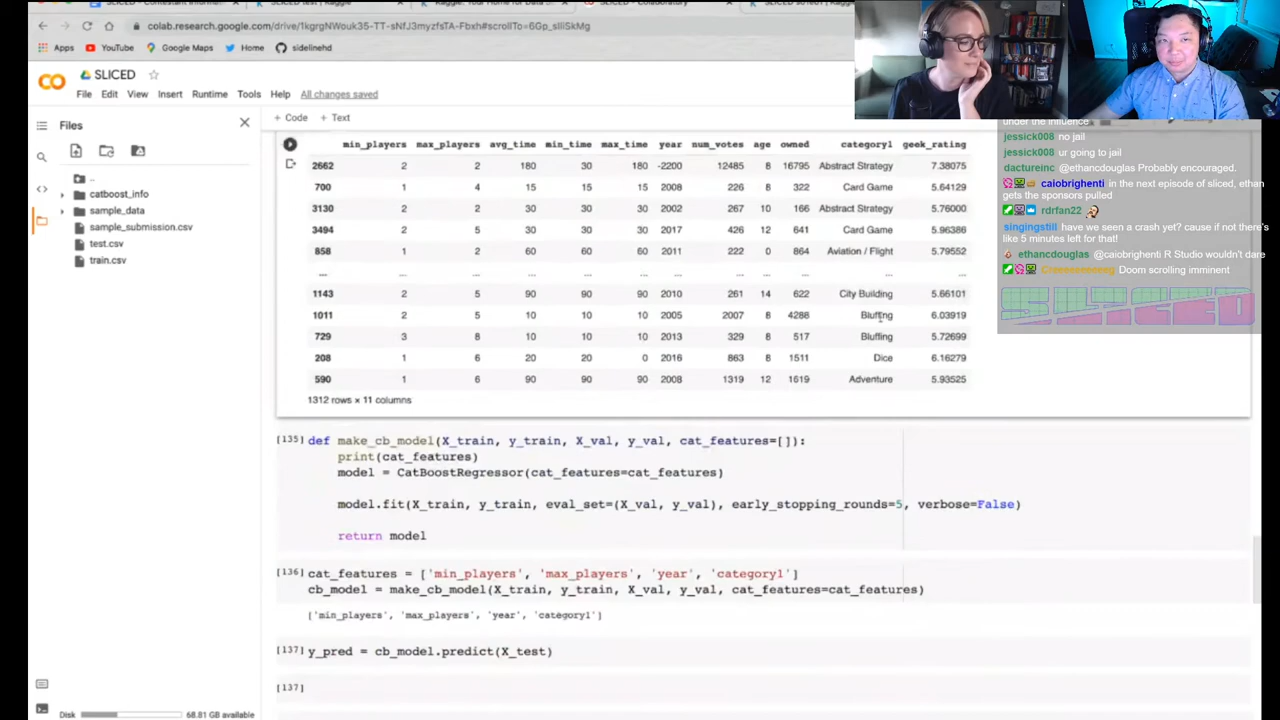 colab.research.google.com/drive/1kgrgNWouk35-TT-sNfJ3myzfsTA-Fbxh#scrollTo=6Gp_sIliSkMg
Apps YouTube Google Maps Home sidelinehd
SLICED
File Edit View Insert Runtime Tools Help All changes saved
+ Code + Text
Files
..
catboost_info
sample_data
sample_submission.csv
test.csv
train.csv
Disk 68.81 GB available
min_players max_players avg_time min_time max_time year num_votes age owned category1 geek_rating
2662 2 2 180 30 180 -2200 12485 8 16795 Abstract Strategy 7.38075
700 1 4 15 15 15 2008 226 8 322 Card Game 5.64129
3130 2 2 30 30 30 2002 267 10 166 Abstract Strategy 5.76000
3494 2 5 30 30 30 2017 426 12 641 Card Game 5.96386
858 1 2 60 60 60 2011 222 0 864 Aviation / Flight 5.79552
... ... ... ... ... ... ... ... ... ... ... ...
1143 2 5 90 90 90 2010 261 14 622 City Building 5.66101
1011 2 5 10 10 10 2005 2007 8 4288 Bluffing 6.03919
729 3 8 10 10 10 2013 329 8 517 Bluffing 5.72699
208 1 6 20 20 0 2016 863 8 1511 Dice 6.16279
590 1 6 90 90 90 2008 1319 12 1619 Adventure 5.93525
1312 rows × 11 columns
[135] def make_cb_model(X_train, y_train, X_val, y_val, cat_features=[]):
print(cat_features)
model = CatBoostRegressor(cat_features=cat_features)
model.fit(X_train, y_train, eval_set=(X_val, y_val), early_stopping_rounds=5, verbose=False)
return model
[136] cat_features = ['min_players', 'max_players', 'year', 'category1']
cb_model = make_cb_model(X_train, y_train, X_val, y_val, cat_features=cat_features)
['min_players', 'max_players', 'year', 'category1']
[137] y_pred = cb_model.predict(X_test)
[137]
under the influence
jessick008 no jail
jessick008 ur going to jail
dactureinc @ethancdouglas Probably encouraged.
caiobrighenti in the next episode of sliced, ethan
gets the sponsors pulled
rdrfan22
singingstill have we seen a crash yet? cause if not there's
like 5 minutes left for that!
ethancdouglas @caiobrighenti R Studio wouldn't dare
Doom scrolling imminent
SLICED